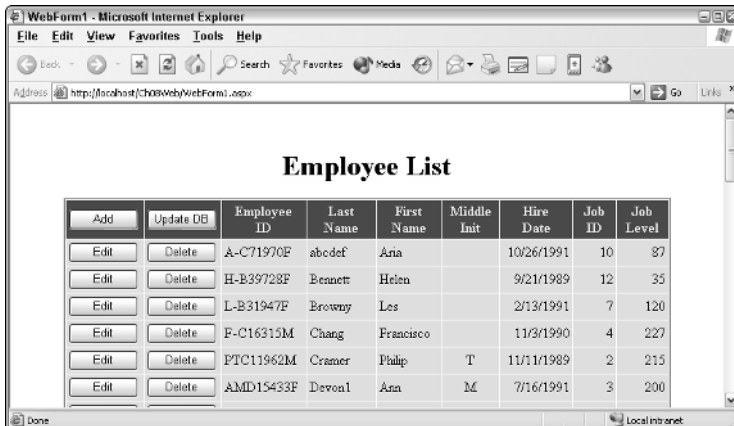 WebForm1 - Microsoft Internet Explorer
File Edit View Favorites Tools Help
Back Search Favorites Media
Address http://localhost/Ch08Web/WebForm1.aspx Go Links
Employee List
Add Update DB Employee ID Last Name First Name Middle Init Hire Date Job ID Job Level
Edit Delete A-C71970F abcdef Aria 10/26/1991 10 87
Edit Delete H-B39728F Bennett Helen 9/21/1989 12 35
Edit Delete L-B31947F Browny Les 2/13/1991 7 120
Edit Delete F-C16315M Chang Francisco 11/3/1990 4 227
Edit Delete PTC11962M Cramer Philip T 11/11/1989 2 215
Edit Delete AMD15433F Devon1 Ann M 7/16/1991 3 200
Done Local intranet